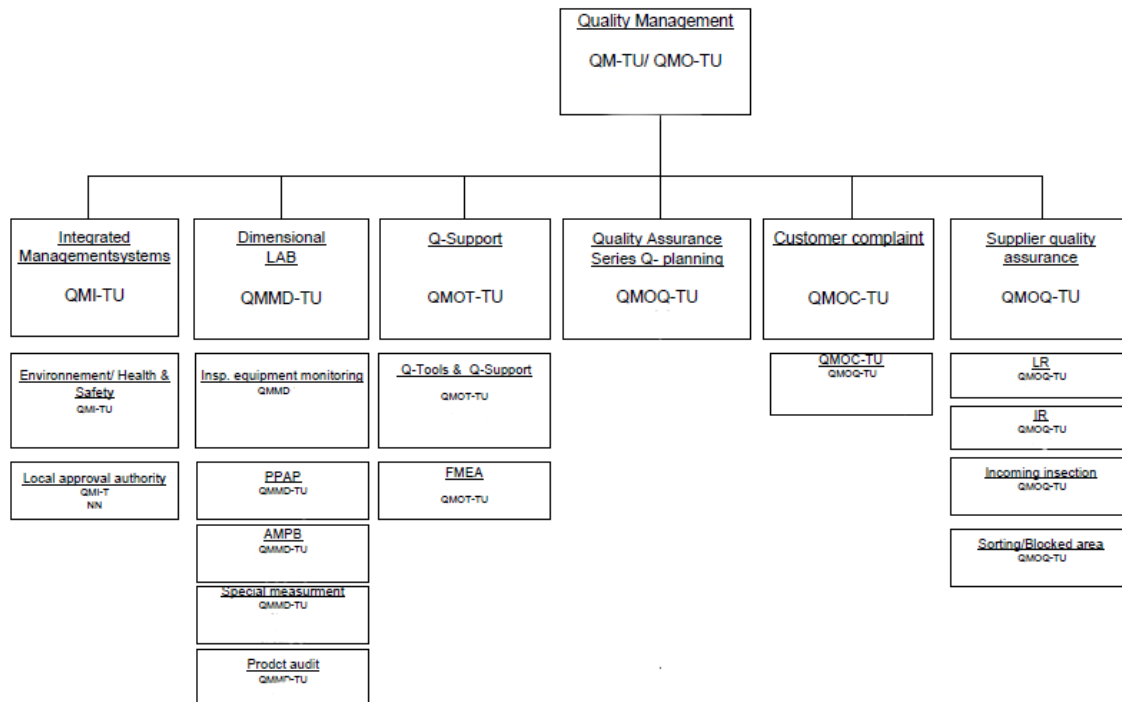 Quality Management
QM-TU/ QMO-TU
Integrated
Managementsystems
QMI-TU
Dimensional
LAB
QMMD-TU
Q-Support
QMOT-TU
Quality Assurance
Series Q- planning
QMOQ-TU
Customer complaint
QMOC-TU
Supplier quality
assurance
QMOQ-TU
Environnement/ Health &
Safety
QMI-TU
Insp. equipment monitoring
QMMD
Q-Tools & Q-Support
QMOT-TU
QMOC-TU
QMOQ-TU
LR
QMOQ-TU
IR
QMOQ-TU
Local approval authority
QMI-T
NN
PPAP
QMMD-TU
FMEA
QMOT-TU
Incoming insection
QMOQ-TU
AMPB
QMMD-TU
Sorting/Blocked area
QMOQ-TU
Special measurment
QMMD-TU
Prodct audit
QMMD-TU